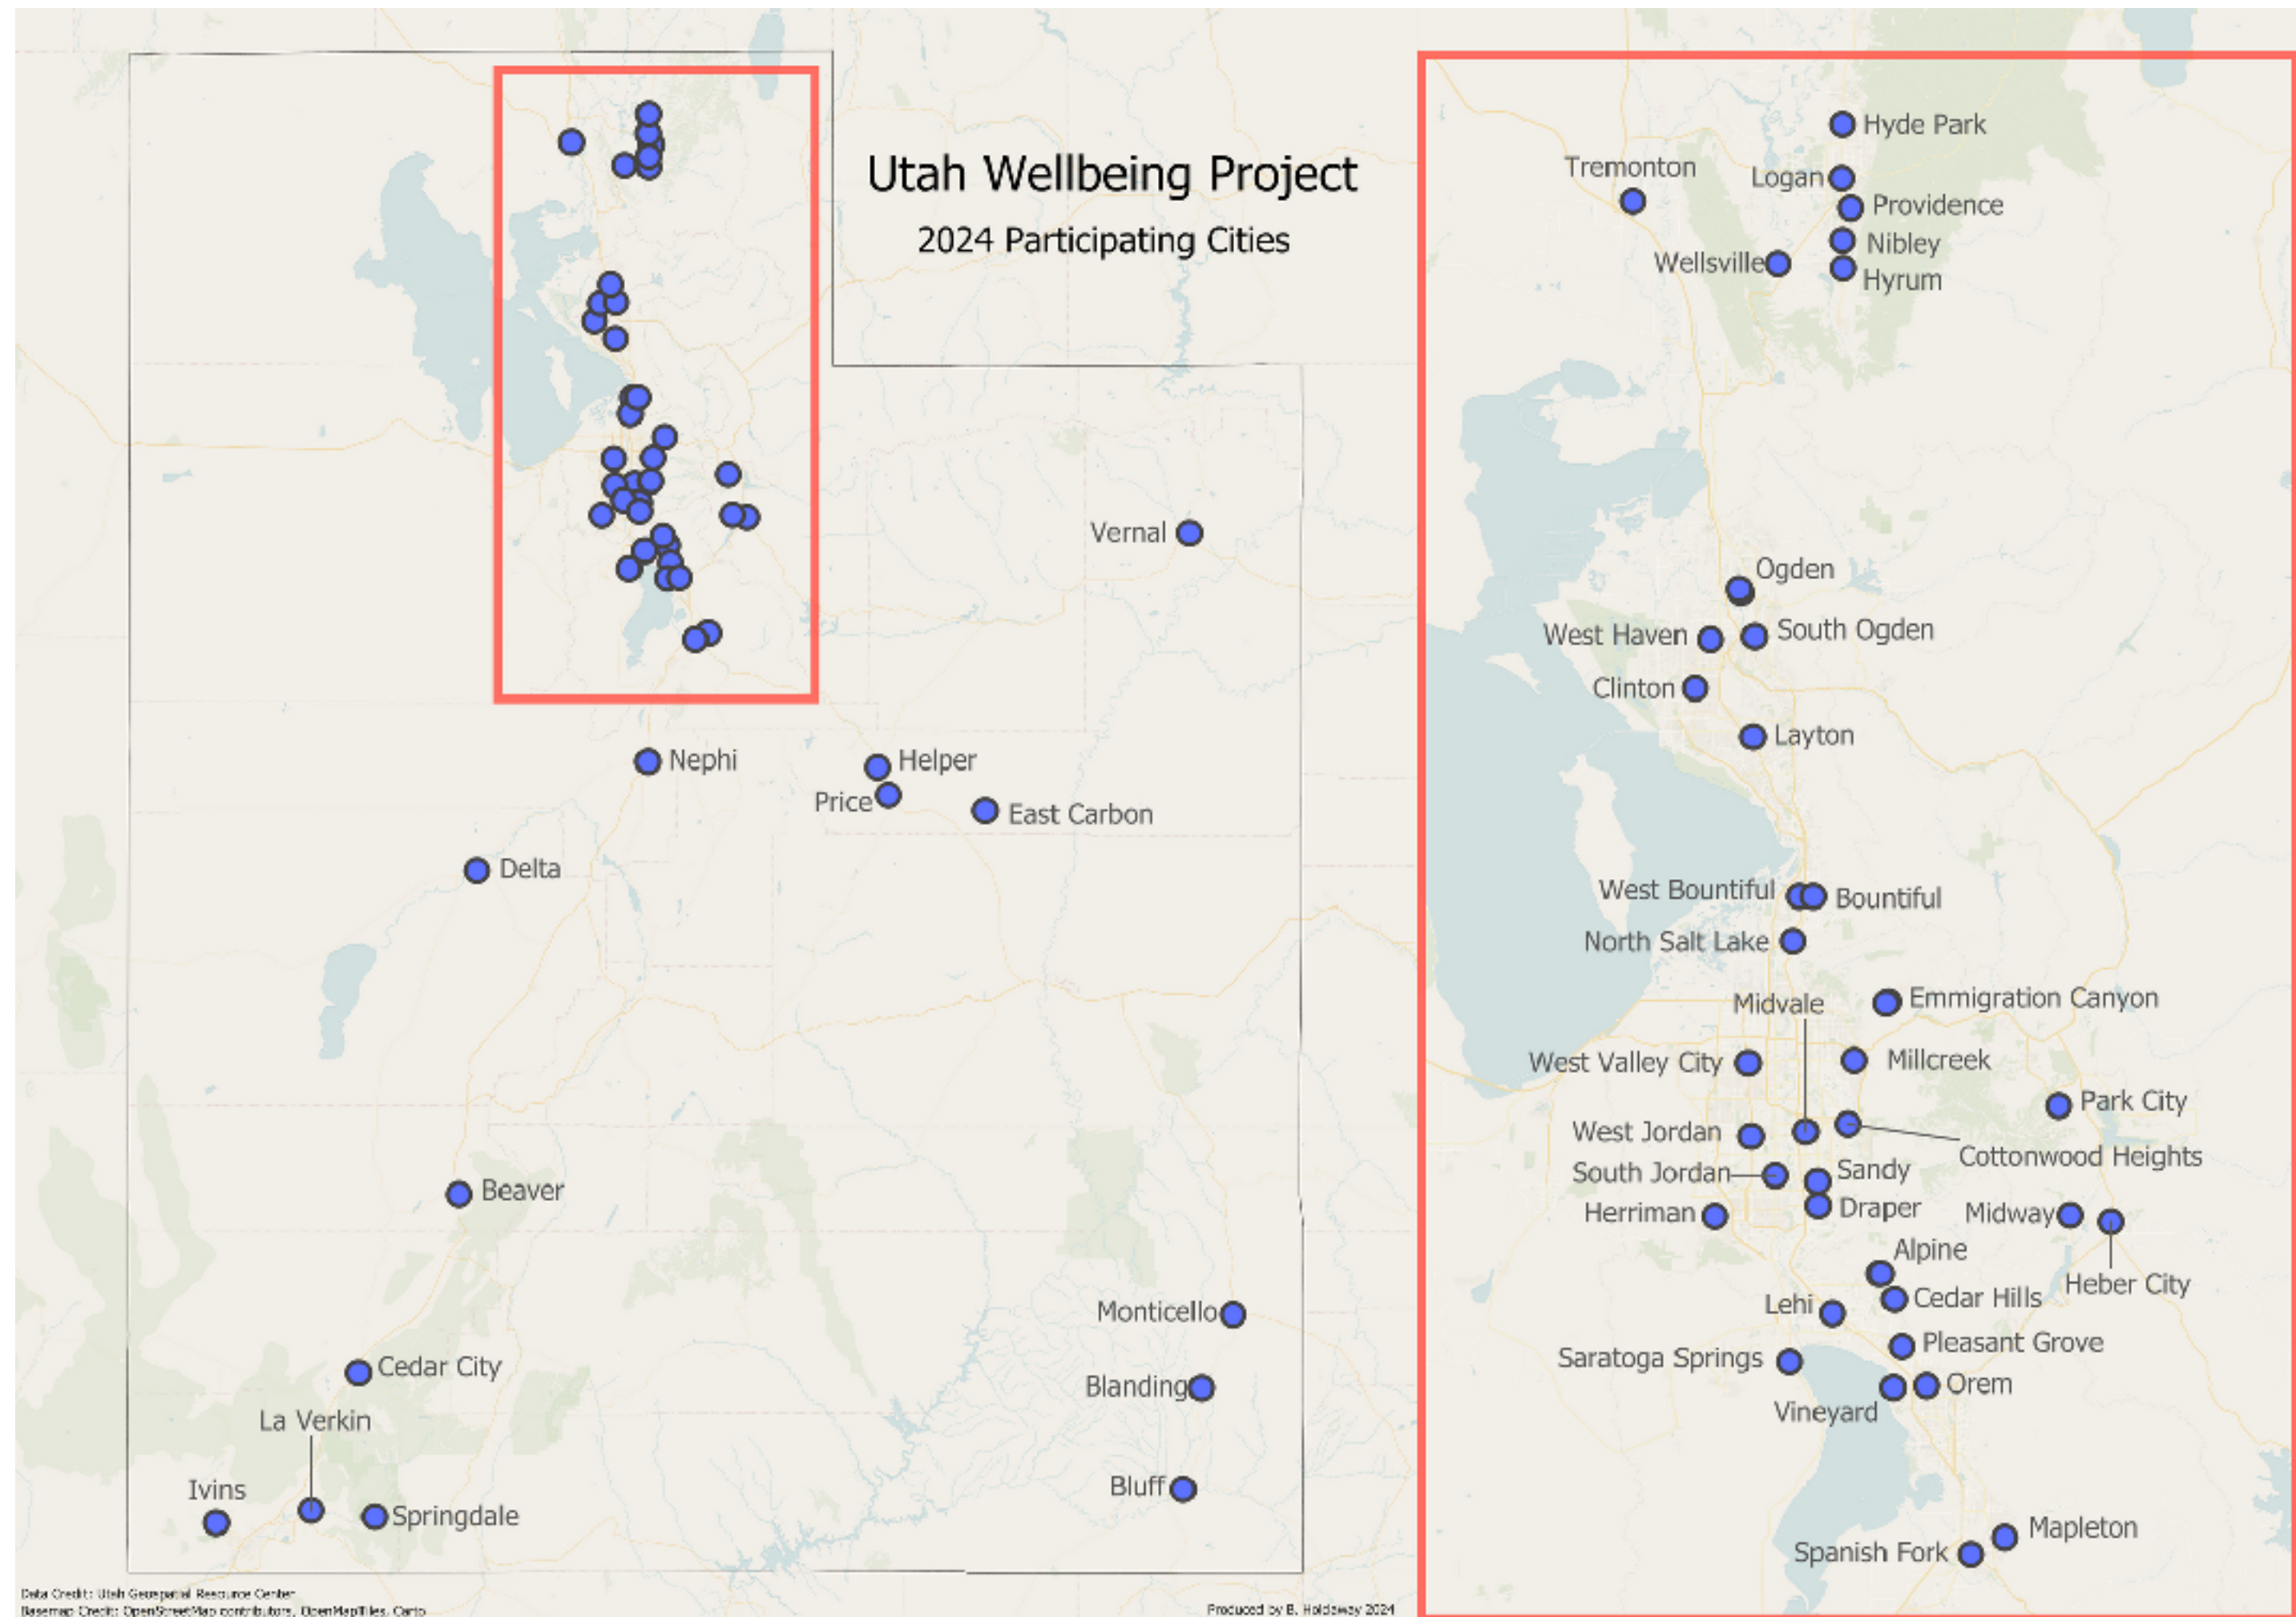 Utah Wellbeing Project
2024 Participating Cities
Vernal
Nephi
Helper
Price
East Carbon
Delta
Beaver
Monticello
Cedar City
Blanding
La Verkin
Ivins
Springdale
Bluff
Data Credit: Utah Geospatial Resource Center
Basemap Credit: OpenStreetMap contributors, OpenMapTiles, Carto
Produced by B. Holdaway 2024
Hyde Park
Tremonton
Logan
Providence
Nibley
Wellsville
Hyrum
Ogden
South Ogden
West Haven
Clinton
Layton
West Bountiful
Bountiful
North Salt Lake
Emmigration Canyon
Midvale
West Valley City
Millcreek
Park City
West Jordan
Cottonwood Heights
South Jordan
Sandy
Draper
Herriman
Midway
Alpine
Heber City
Cedar Hills
Lehi
Pleasant Grove
Saratoga Springs
Orem
Vineyard
Mapleton
Spanish Fork